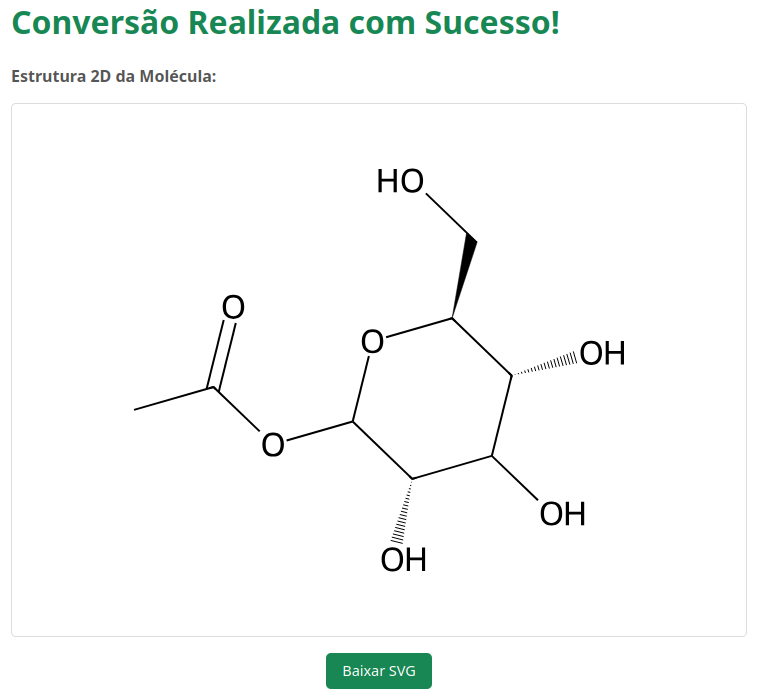 Conversão Realizada com Sucesso!
Estrutura 2D da Molécula:
HO
O
O
OH
O
OH
OH
Baixar SVG